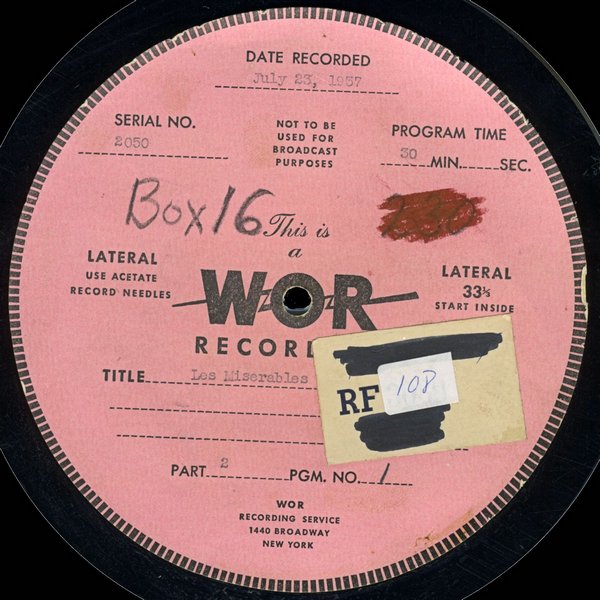 DATE RECORDED
July 23, 1937
SERIAL NO.
2050
NOT TO BE
USED FOR
BROADCAST
PURPOSES
PROGRAM TIME
30 MIN. SEC.
Box 16
This is
a
LATERAL
USE ACETATE
RECORD NEEDLES
WOR
LATERAL
33⅓
START INSIDE
RECORD
TITLE Les Miserables
RF 108
PART 2 PGM. NO. 1
WOR
RECORDING SERVICE
1440 BROADWAY
NEW YORK